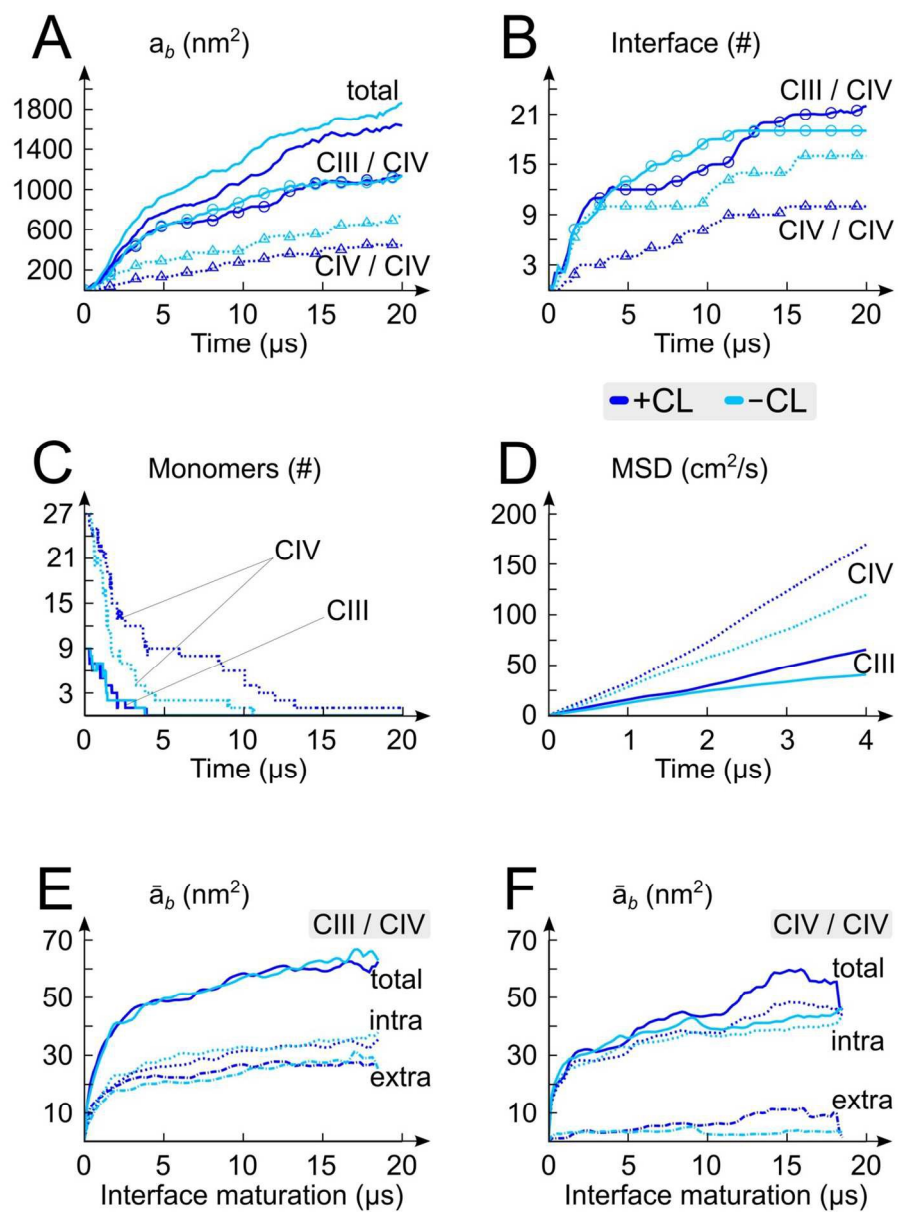 A
a_b (nm²)
total
CIII / CIV
CIV / CIV
1800
1400
1000
600
200
0
5
10
15
20
Time (µs)
B
Interface (#)
CIII / CIV
CIV / CIV
21
15
9
3
0
5
10
15
20
Time (µs)
+CL
−CL
C
Monomers (#)
CIV
CIII
27
21
15
9
3
0
5
10
15
20
Time (µs)
D
MSD (cm²/s)
CIV
CIII
200
150
100
50
0
0
1
2
3
4
Time (µs)
E
ā_b (nm²)
CIII / CIV
total
intra
extra
70
50
30
10
0
5
10
15
20
Interface maturation (µs)
F
ā_b (nm²)
CIV / CIV
total
intra
extra
70
50
30
10
0
5
10
15
20
Interface maturation (µs)